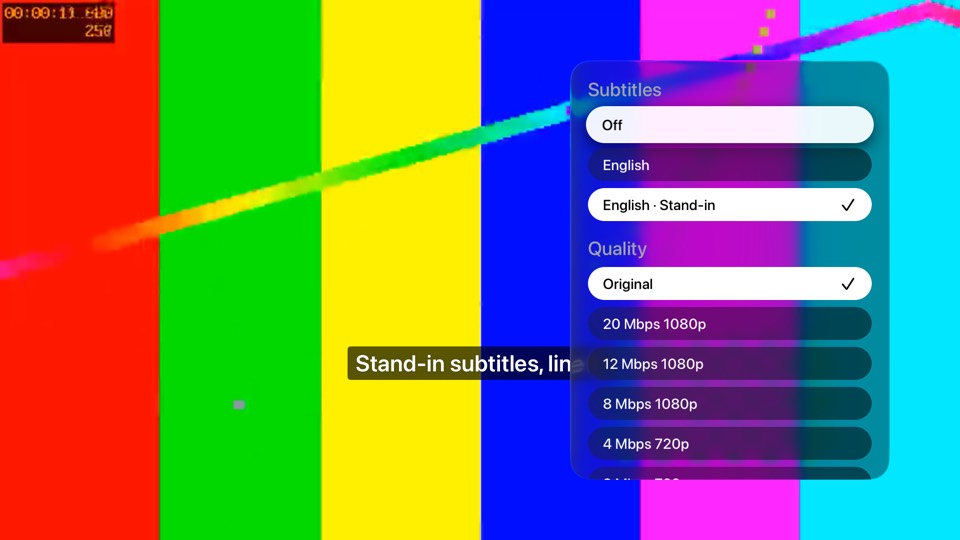 Subtitles
Off
English
English · Stand-in
Quality
Original
20 Mbps 1080p
12 Mbps 1080p
8 Mbps 1080p
4 Mbps 720p
Stand-in subtitles, line